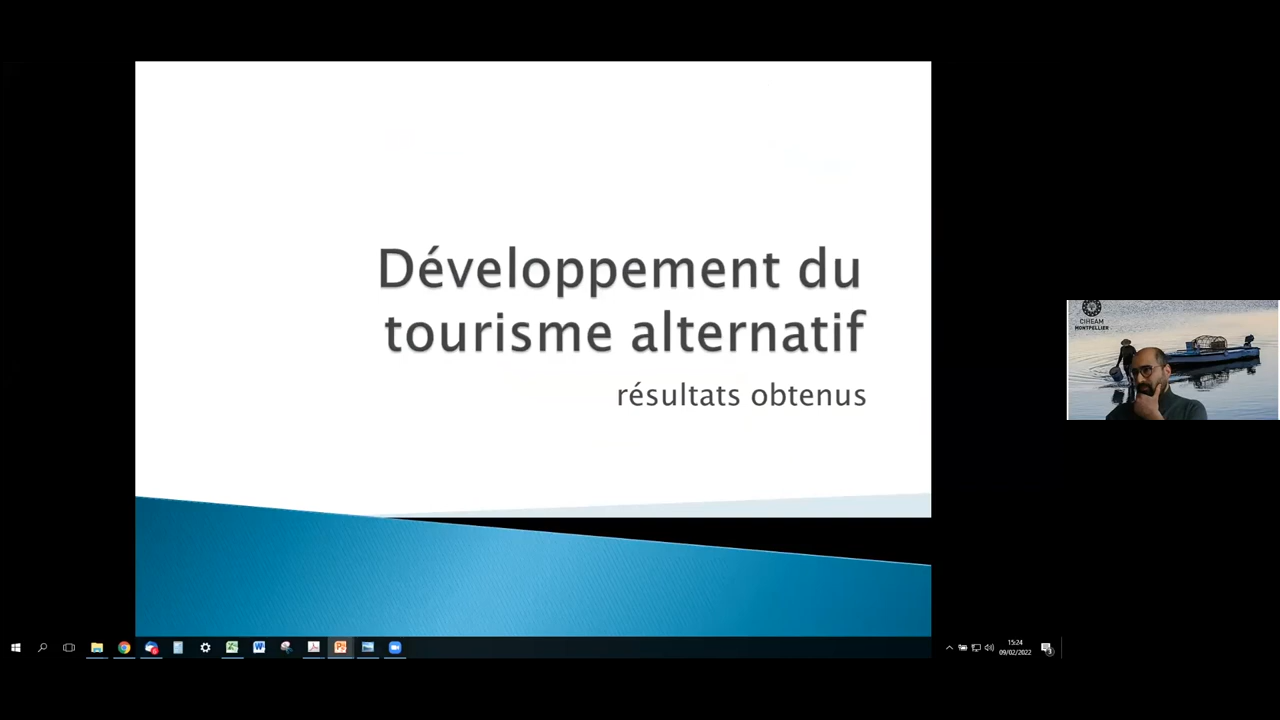 Développement du
tourisme alternatif
résultats obtenus
CIHEAM
MONTPELLIER
15:24
09/02/2022